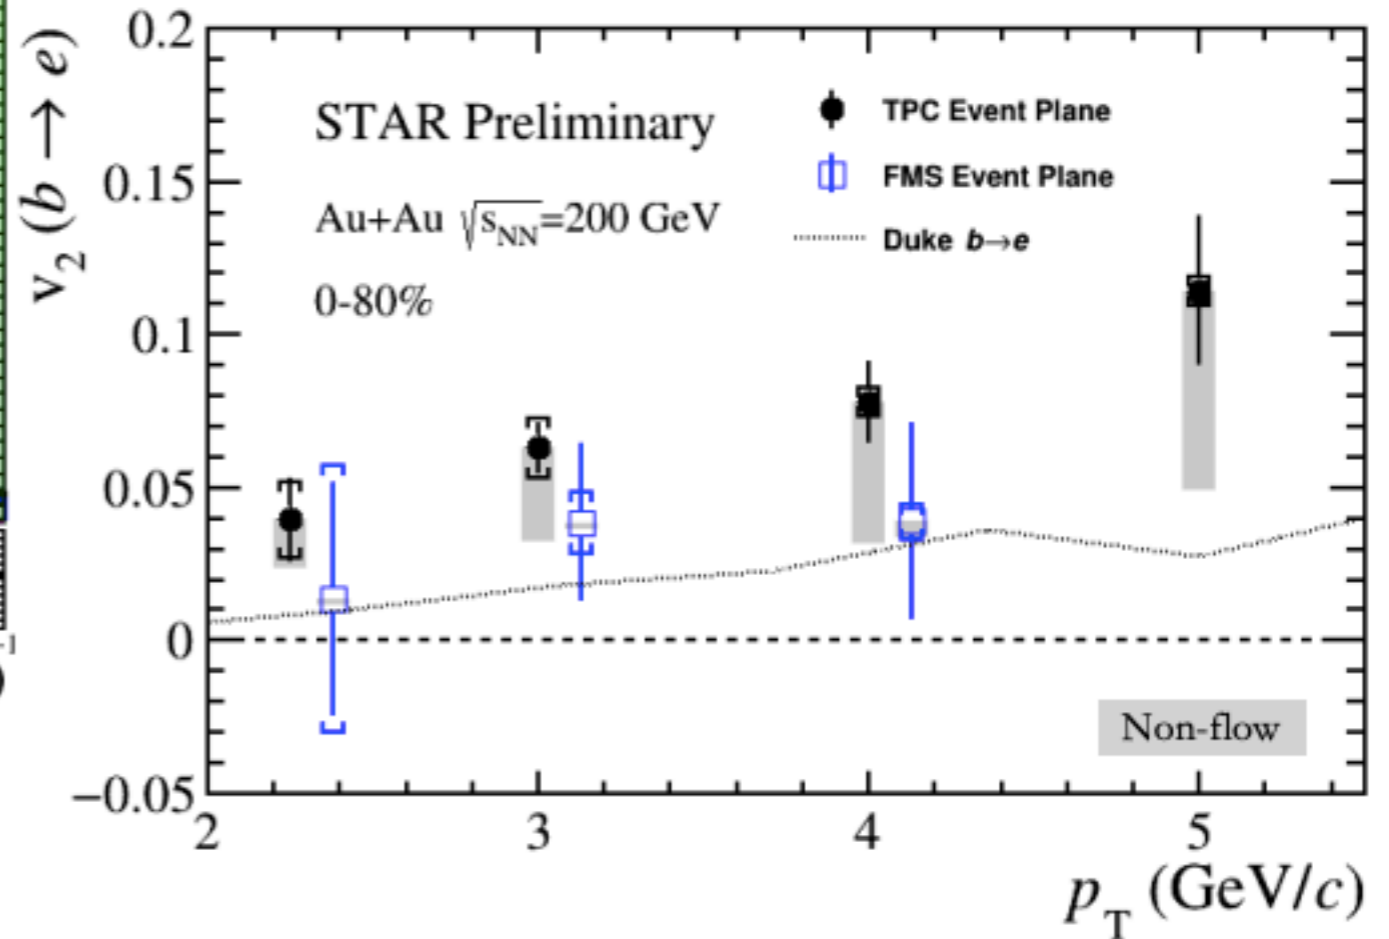 v2 (b → e)
0.2
0.15
0.1
0.05
0
−0.05
STAR Preliminary
Au+Au √sNN=200 GeV
0-80%
TPC Event Plane
FMS Event Plane
Duke b→e
Non-flow
2 3 4 5
pT (GeV/c)